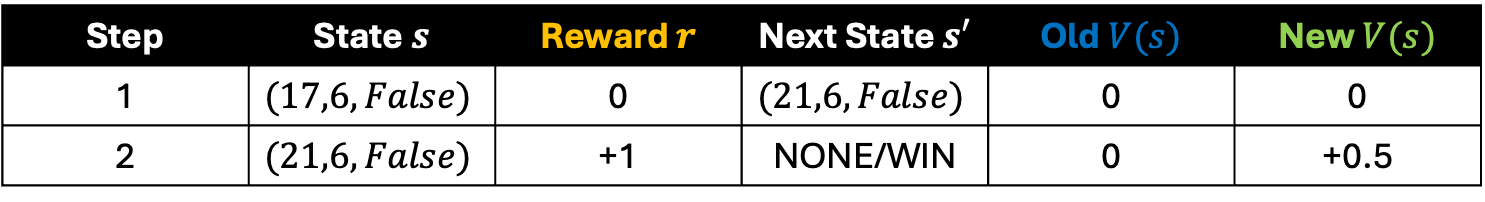 Step State s Reward r Next State s′ Old V(s) New V(s)
1 (17,6, False) 0 (21,6, False) 0 0
2 (21,6, False) +1 NONE/WIN 0 +0.5